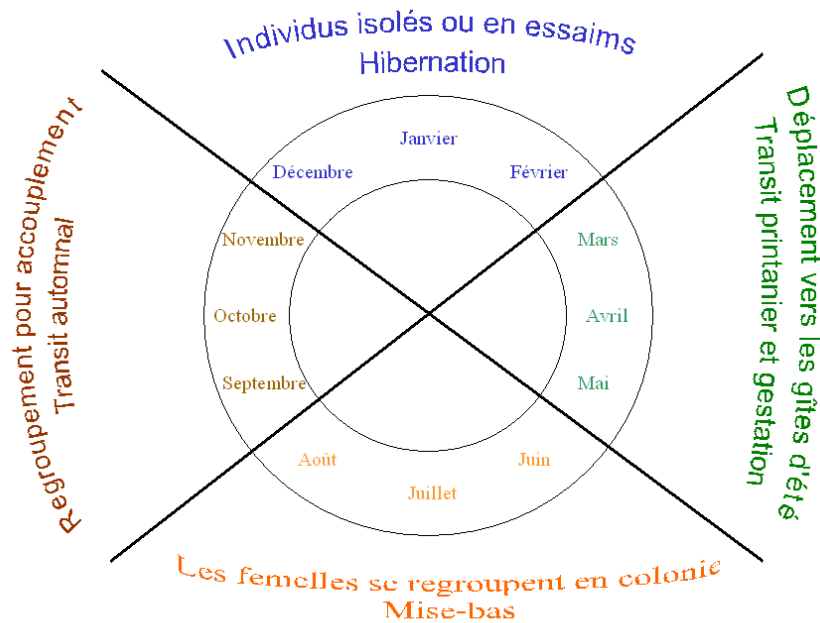 Individus isolés ou en essaims
Hibernation
Déplacement vers les gîtes d'été
Transit printanier et gestation
Regroupement pour accouplement
Transit automnal
Janvier
Février
Mars
Avril
Mai
Juin
Juillet
Août
Septembre
Octobre
Novembre
Décembre
Les femelles se regroupent en colonie
Mise-bas